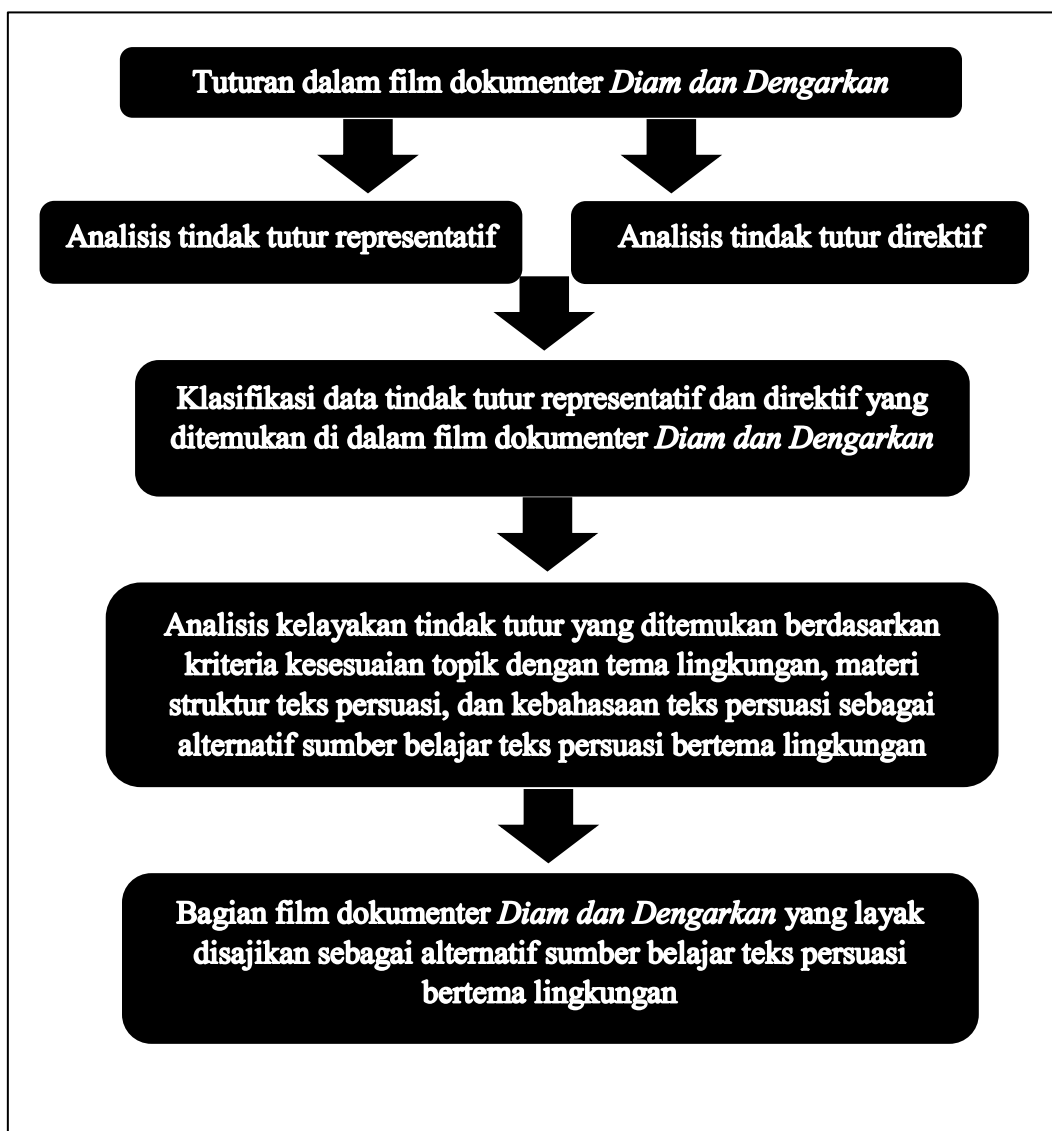 Tuturan dalam film dokumenter Diam dan Dengarkan
Analisis tindak tutur representatif
Analisis tindak tutur direktif
Klasifikasi data tindak tutur representatif dan direktif yang
ditemukan di dalam film dokumenter Diam dan Dengarkan
Analisis kelayakan tindak tutur yang ditemukan berdasarkan
kriteria kesesuaian topik dengan tema lingkungan, materi
struktur teks persuasi, dan kebahasaan teks persuasi sebagai
alternatif sumber belajar teks persuasi bertema lingkungan
Bagian film dokumenter Diam dan Dengarkan yang layak
disajikan sebagai alternatif sumber belajar teks persuasi
bertema lingkungan